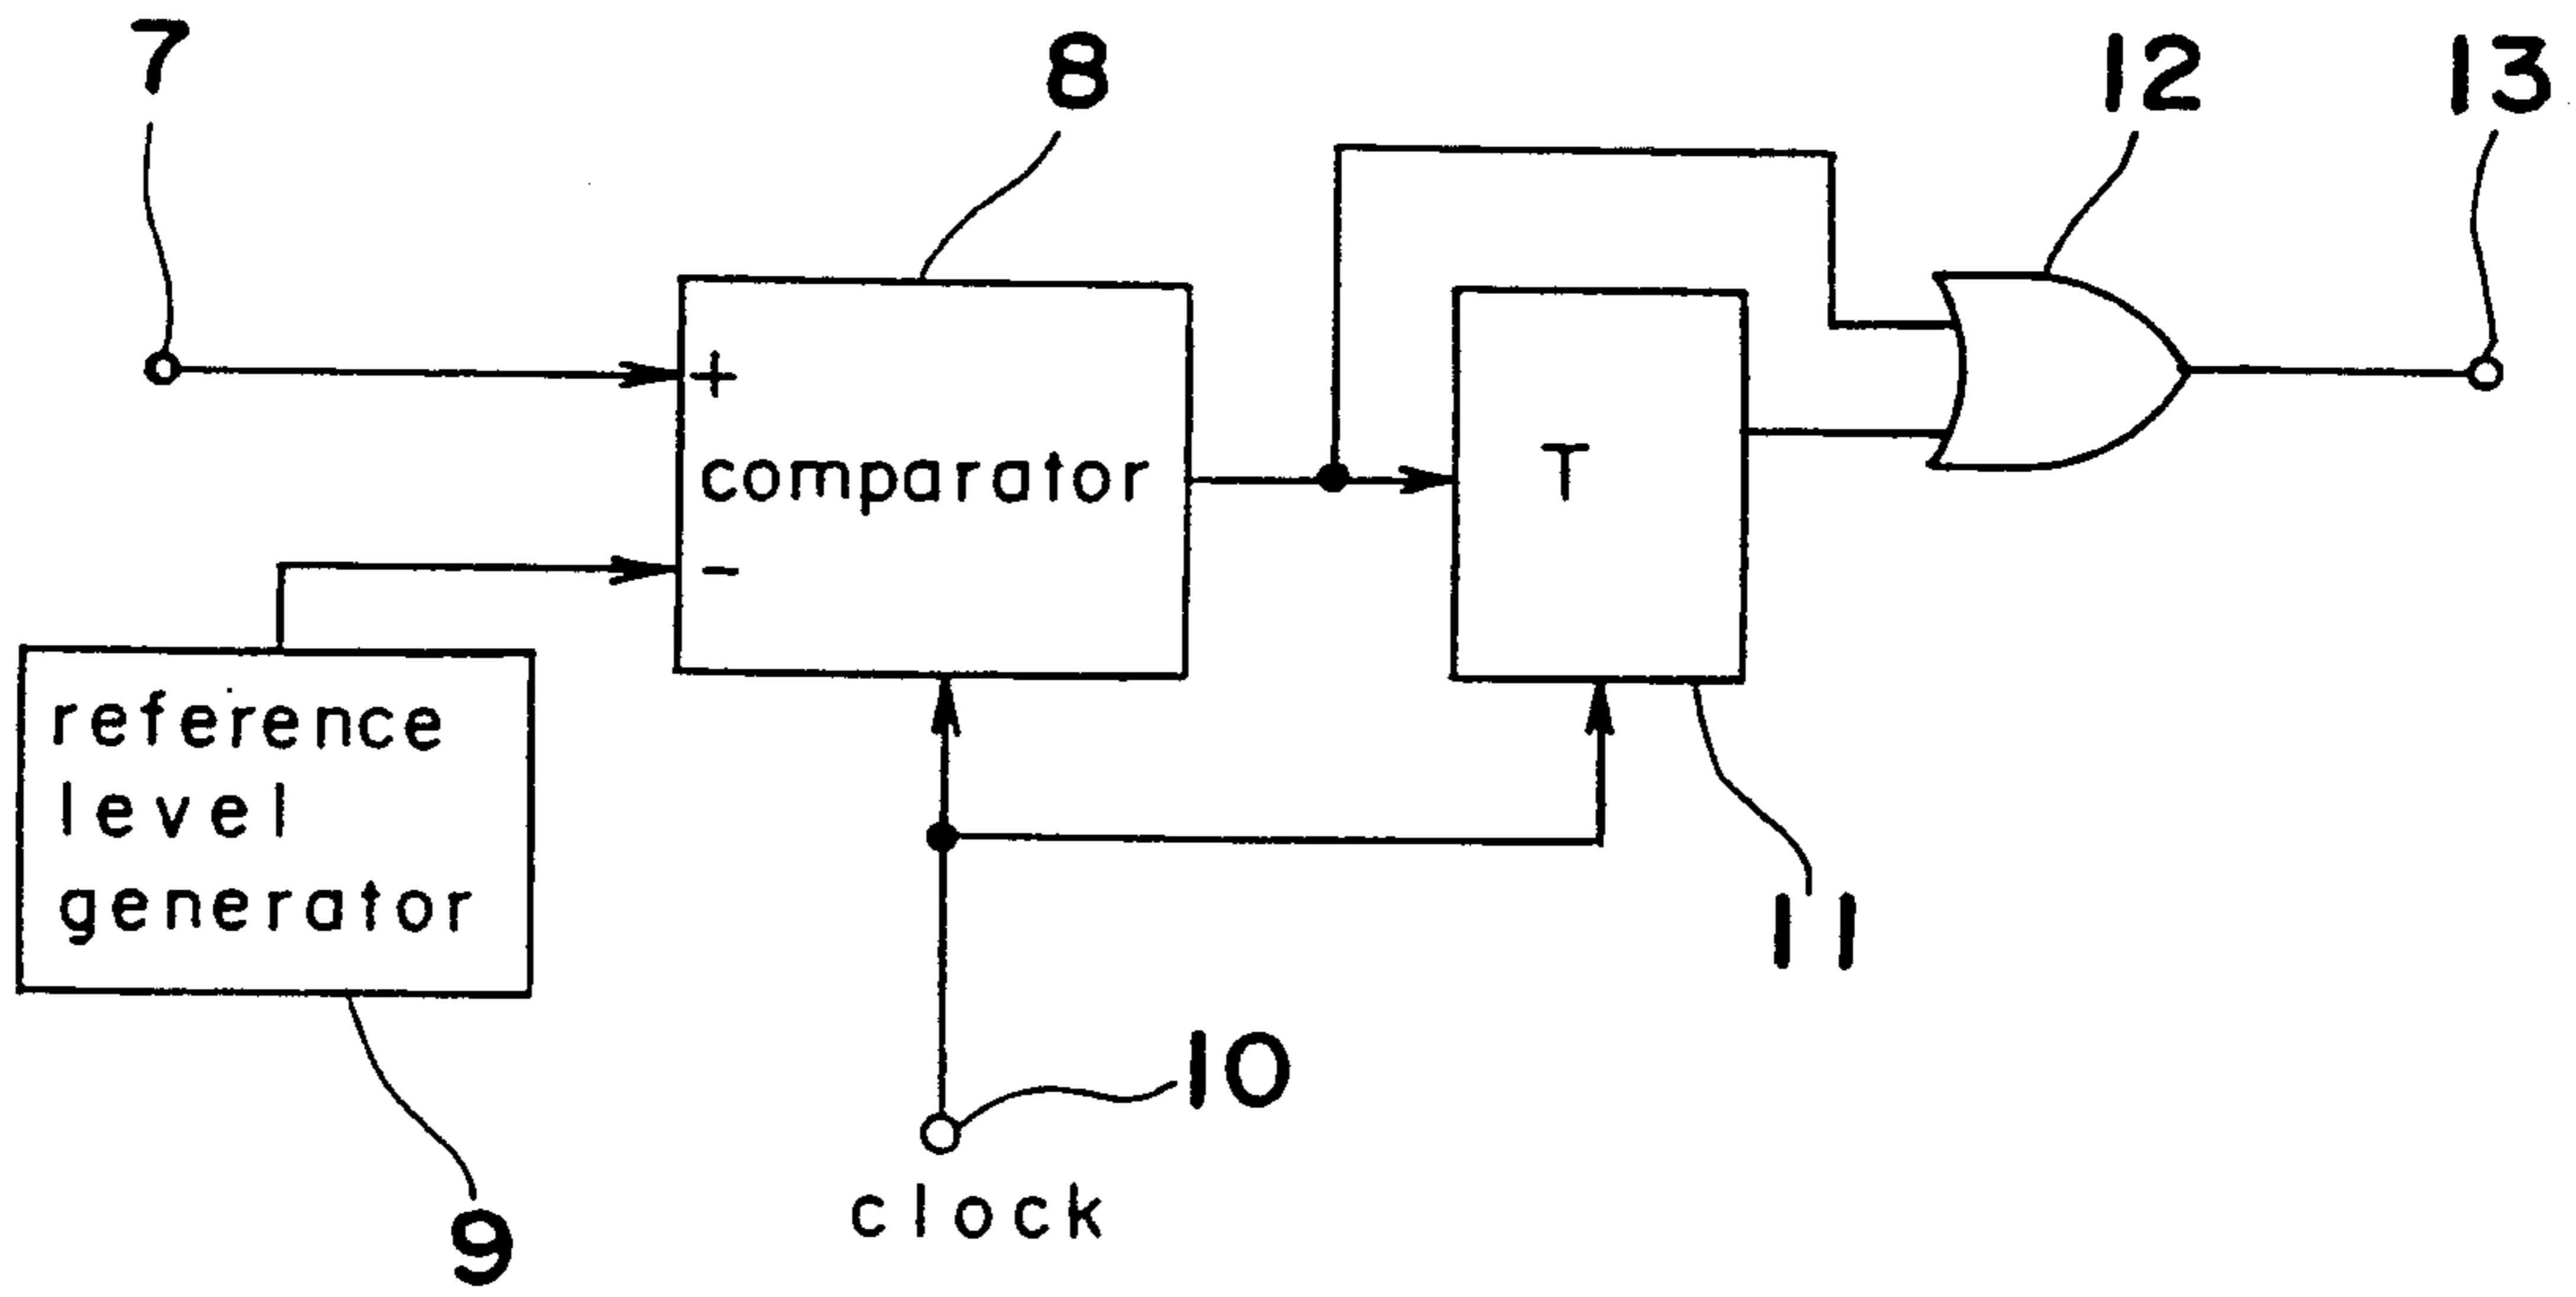 7
8
12
13
+
comparator
T
-
reference
level
generator
11
10
clock
9